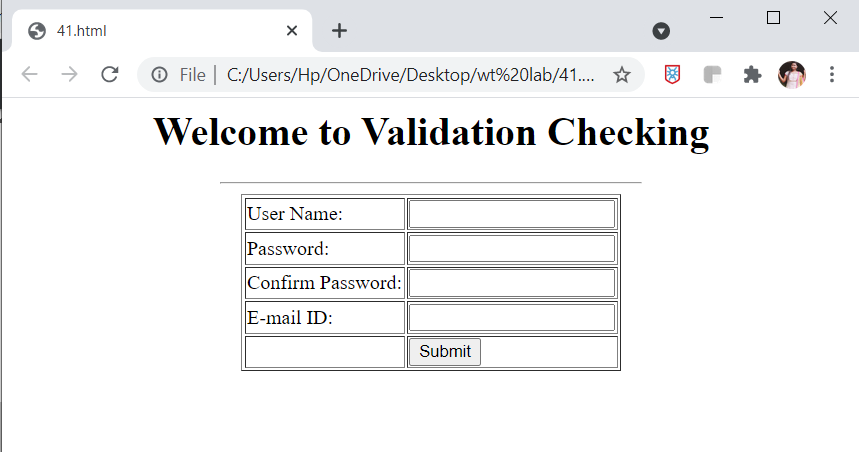 41.html
File | C:/Users/Hp/OneDrive/Desktop/wt%20lab/41....
Welcome to Validation Checking
User Name:
Password:
Confirm Password:
E-mail ID:
Submit